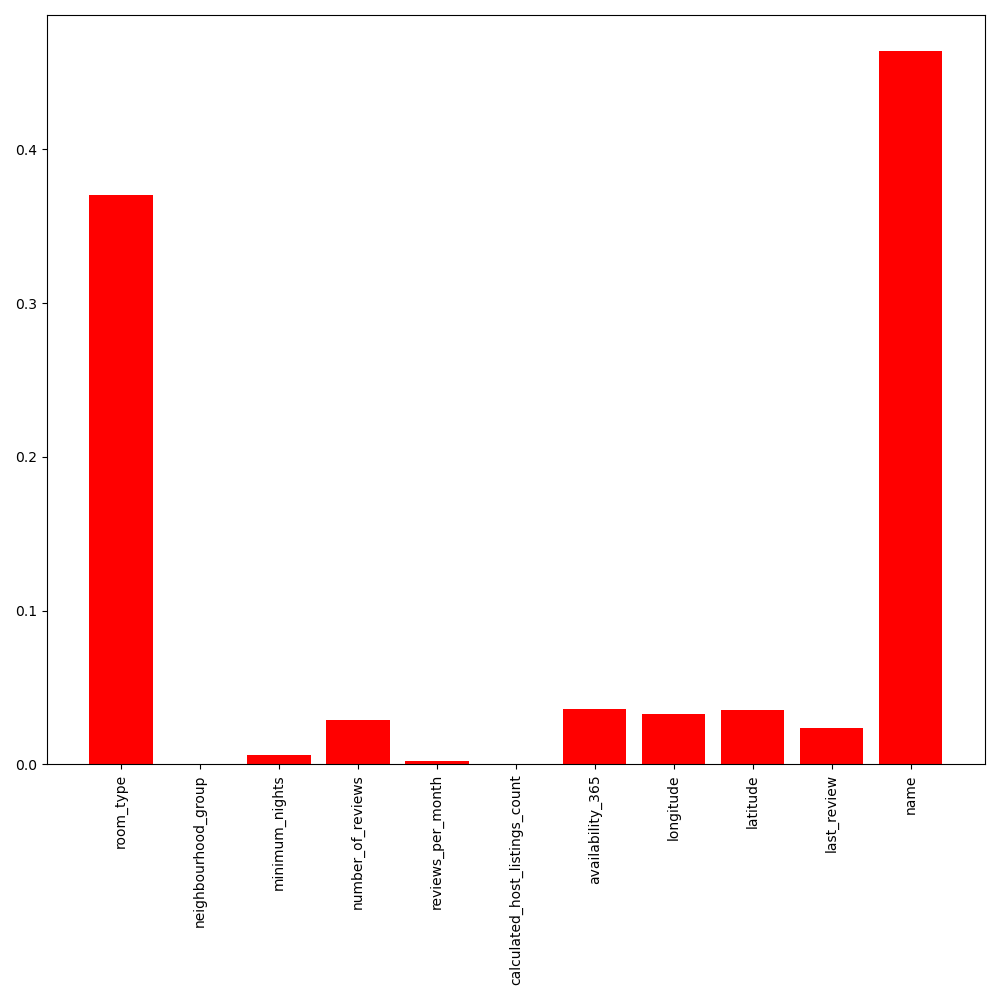 0.4
0.3
0.2
0.1
0.0
room_type
neighbourhood_group
minimum_nights
number_of_reviews
reviews_per_month
calculated_host_listings_count
availability_365
longitude
latitude
last_review
name